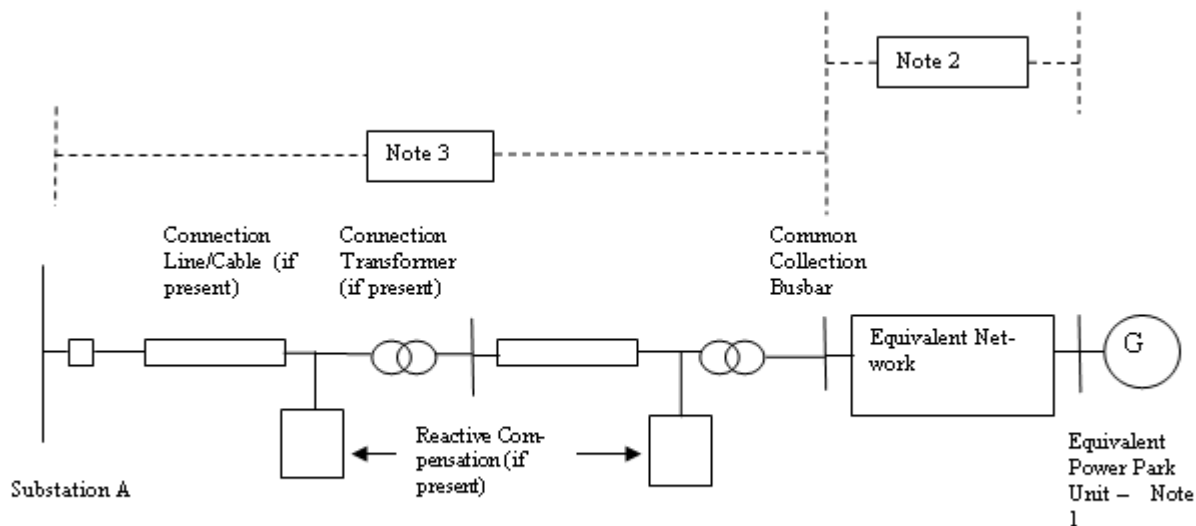 Note 2
Note 3
Connection
Line/Cable (if
present)
Connection
Transformer
(if present)
Common
Collection
Busbar
Equivalent Net-
work
G
Reactive Com-
pensation (if
present)
Substation A
Equivalent
Power Park
Unit – Note
1